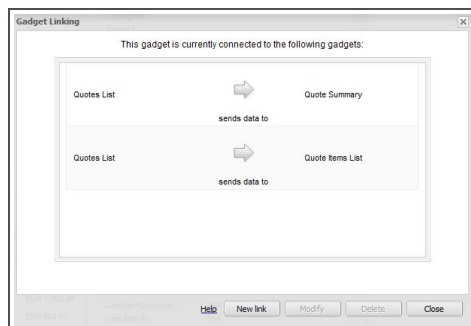 Gadget Linking
This gadget is currently connected to the following gadgets:
Quotes List Quote Summary
sends data to
Quotes List Quote Items List
sends data to
Help New link Modify Delete Close